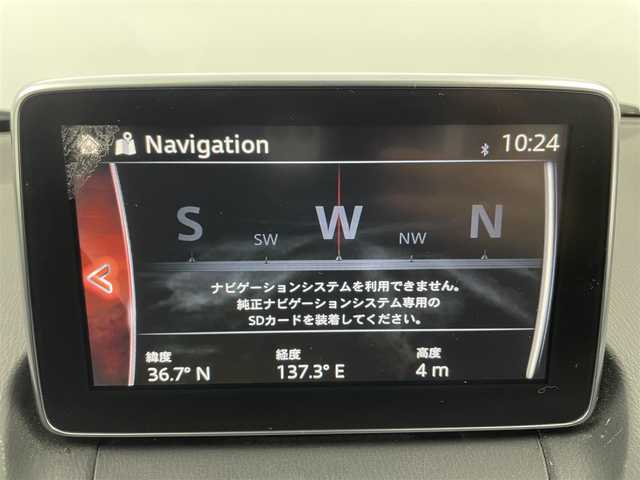 Navigation
10:24
S SW W NW N
ナビゲーションシステムを利用できません。
純正ナビゲーションシステム専用の
SDカードを装着してください。
緯度 経度 高度
36.7° N 137.3° E 4 m